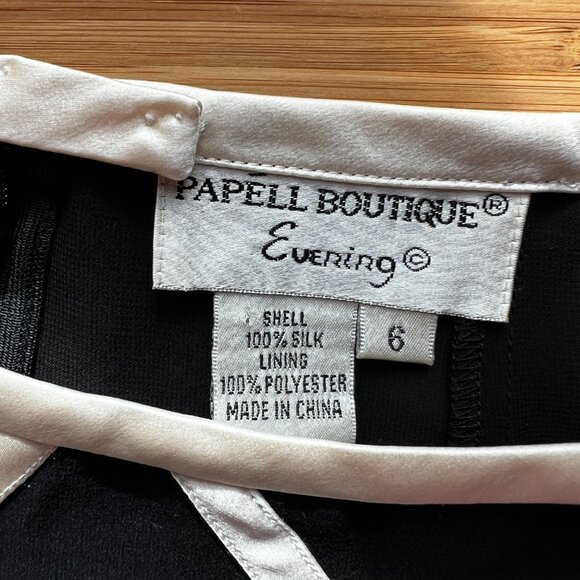 PAPELL BOUTIQUE®
Evening©
SHELL
100% SILK
LINING
100% POLYESTER
MADE IN CHINA
6